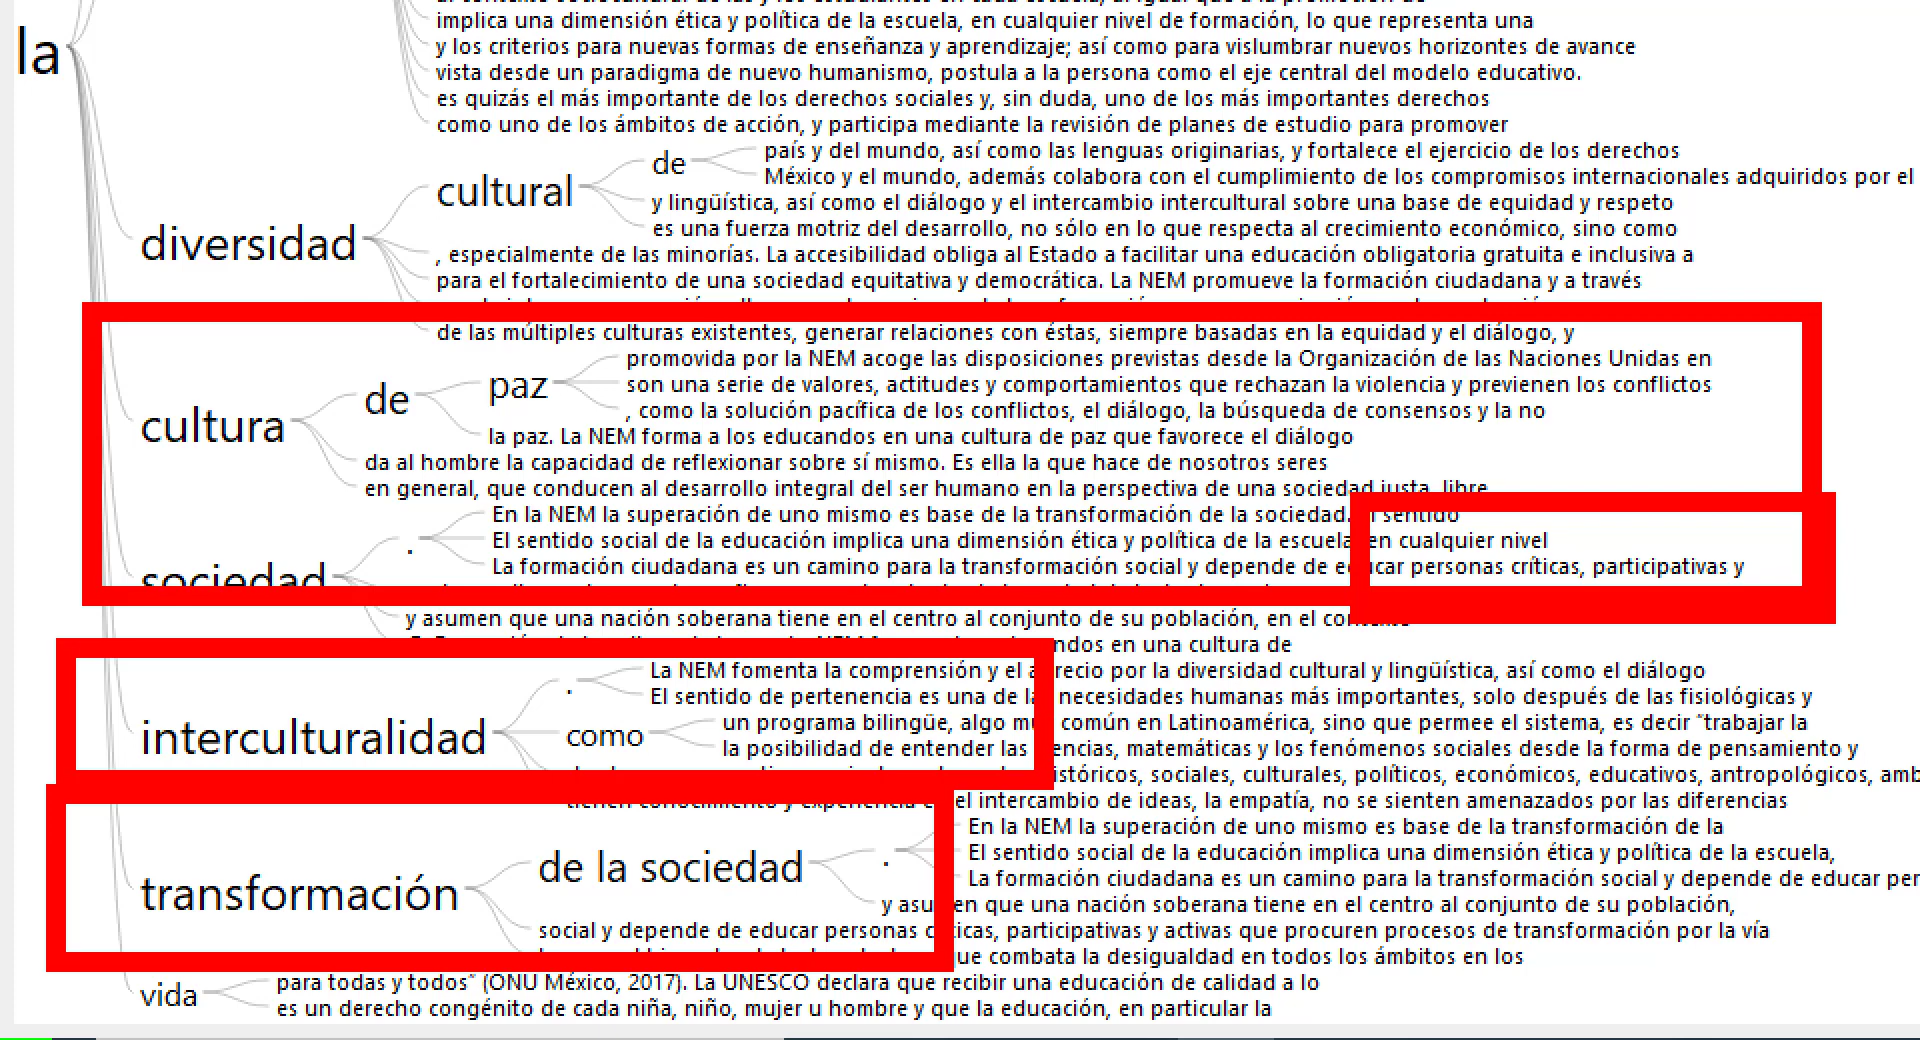 la
implica una dimensión ética y política de la escuela, en cualquier nivel de formación, lo que representa una
y los criterios para nuevas formas de enseñanza y aprendizaje; así como para vislumbrar nuevos horizontes de avance
vista desde un paradigma de nuevo humanismo, postula a la persona como el eje central del modelo educativo.
es quizás el más importante de los derechos sociales y, sin duda, uno de los más importantes derechos
como uno de los ámbitos de acción, y participa mediante la revisión de planes de estudio para promover
diversidad
cultural
de
país y del mundo, así como las lenguas originarias, y fortalece el ejercicio de los derechos
México y el mundo, además colabora con el cumplimiento de los compromisos internacionales adquiridos por el
y lingüística, así como el diálogo y el intercambio intercultural sobre una base de equidad y respeto
es una fuerza motriz del desarrollo, no sólo en lo que respecta al crecimiento económico, sino como
, especialmente de las minorías. La accesibilidad obliga al Estado a facilitar una educación obligatoria gratuita e inclusiva a
para el fortalecimiento de una sociedad equitativa y democrática. La NEM promueve la formación ciudadana y a través
de las múltiples culturas existentes, generar relaciones con éstas, siempre basadas en la equidad y el diálogo, y
cultura
de
paz
promovida por la NEM acoge las disposiciones previstas desde la Organización de las Naciones Unidas en
son una serie de valores, actitudes y comportamientos que rechazan la violencia y previenen los conflictos
, como la solución pacífica de los conflictos, el diálogo, la búsqueda de consensos y la no
la paz. La NEM forma a los educandos en una cultura de paz que favorece el diálogo
da al hombre la capacidad de reflexionar sobre sí mismo. Es ella la que hace de nosotros seres
en general, que conducen al desarrollo integral del ser humano en la perspectiva de una sociedad justa, libre
sociedad
.
En la NEM la superación de uno mismo es base de la transformación de la sociedad. El sentido
El sentido social de la educación implica una dimensión ética y política de la escuela, en cualquier nivel
La formación ciudadana es un camino para la transformación social y depende de educar personas críticas, participativas y
y asumen que una nación soberana tiene en el centro al conjunto de su población, en el contexto
educandos en una cultura de
interculturalidad
.
La NEM fomenta la comprensión y el aprecio por la diversidad cultural y lingüística, así como el diálogo
El sentido de pertenencia es una de las necesidades humanas más importantes, solo después de las fisiológicas y
como
un programa bilingüe, algo muy común en Latinoamérica, sino que permee el sistema, es decir “trabajar la
la posibilidad de entender las ciencias, matemáticas y los fenómenos sociales desde la forma de pensamiento y
históricos, sociales, culturales, políticos, económicos, educativos, antropológicos, amb
tienen conocimiento y experiencia en el intercambio de ideas, la empatía, no se sienten amenazados por las diferencias
transformación
de la sociedad
.
En la NEM la superación de uno mismo es base de la transformación de la
El sentido social de la educación implica una dimensión ética y política de la escuela,
La formación ciudadana es un camino para la transformación social y depende de educar per
y asumen que una nación soberana tiene en el centro al conjunto de su población,
social y depende de educar personas críticas, participativas y activas que procuren procesos de transformación por la vía
que combata la desigualdad en todos los ámbitos en los
vida
para todas y todos” (ONU México, 2017). La UNESCO declara que recibir una educación de calidad a lo
es un derecho congénito de cada niña, niño, mujer u hombre y que la educación, en particular la